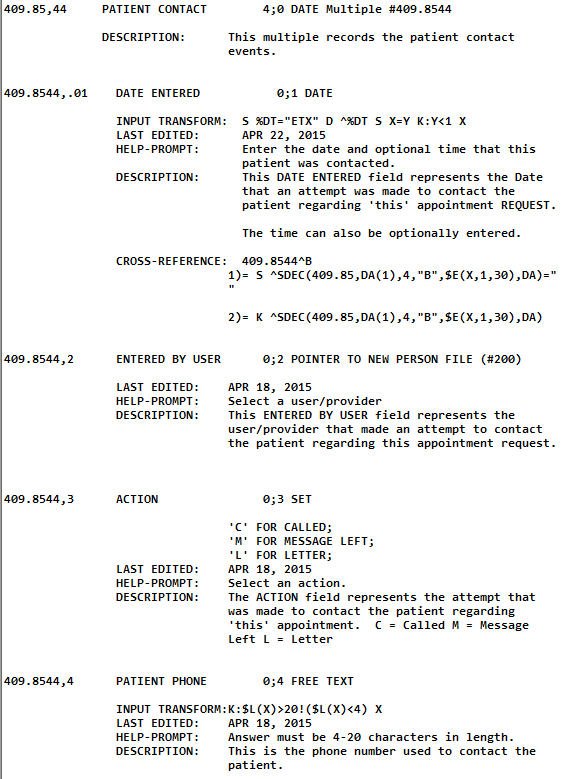 409.85,44     PATIENT CONTACT        4;0 DATE Multiple #409.8544
DESCRIPTION:      This multiple records the patient contact
events.
409.8544,.01    DATE ENTERED           0;1 DATE
INPUT TRANSFORM:  S %DT="ETX" D ^%DT S X=Y K:Y<1 X
LAST EDITED:      APR 22, 2015
HELP-PROMPT:      Enter the date and optional time that this
patient was contacted.
DESCRIPTION:      This DATE ENTERED field represents the Date
that an attempt was made to contact the
patient regarding 'this' appointment REQUEST.
The time can also be optionally entered.
CROSS-REFERENCE:  409.8544^B
1)= S ^SDEC(409.85,DA(1),4,"B",$E(X,1,30),DA)="
"
2)= K ^SDEC(409.85,DA(1),4,"B",$E(X,1,30),DA)
409.8544,2      ENTERED BY USER      0;2 POINTER TO NEW PERSON FILE (#200)
LAST EDITED:    APR 18, 2015
HELP-PROMPT:    Select a user/provider
DESCRIPTION:    This ENTERED BY USER field represents the
user/provider that made an attempt to contact
the patient regarding this appointment request.
409.8544,3      ACTION               0;3 SET
'C' FOR CALLED;
'M' FOR MESSAGE LEFT;
'L' FOR LETTER;
LAST EDITED:    APR 18, 2015
HELP-PROMPT:    Select an action.
DESCRIPTION:    The ACTION field represents the attempt that
was made to contact the patient regarding
'this' appointment.  C = Called M = Message
Left L = Letter
409.8544,4      PATIENT PHONE        0;4 FREE TEXT
INPUT TRANSFORM:K:$L(X)>20!($L(X)<4) X
LAST EDITED:    APR 18, 2015
HELP-PROMPT:    Answer must be 4-20 characters in length.
DESCRIPTION:    This is the phone number used to contact the
patient.